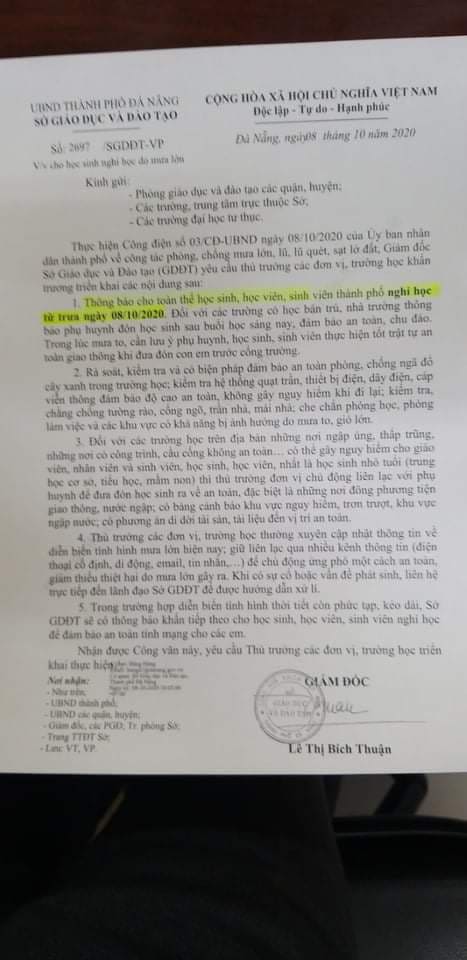 UBND THÀNH PHỐ ĐÀ NẴNG
SỞ GIÁO DỤC VÀ ĐÀO TẠO
CỘNG HÒA XÃ HỘI CHỦ NGHĨA VIỆT NAM
Độc lập - Tự do - Hạnh phúc
Số: 2697 /SGDĐT-VP
V/v cho học sinh nghỉ học do mưa lớn
Đà Nẵng, ngày 08 tháng 10 năm 2020
Kính gửi:
- Phòng giáo dục và đào tạo các quận, huyện;
- Các trường, trung tâm trực thuộc Sở;
- Các trường đại học tư thục.
Thực hiện Công điện số 03/CĐ-UBND ngày 08/10/2020 của Ủy ban nhân
dân thành phố về công tác phòng, chống mưa lớn, lũ, lũ quét, sạt lở đất, Giám đốc
Sở Giáo dục và Đào tạo (GDĐT) yêu cầu thủ trưởng các đơn vị, trường học khẩn
trương triển khai các nội dung sau:
1. Thông báo cho toàn thể học sinh, học viên, sinh viên thành phố nghỉ học
từ trưa ngày 08/10/2020. Đối với các trường có học bán trú, nhà trường thông
báo phụ huynh đón học sinh sau buổi học sáng nay, đảm bảo an toàn, chu đáo.
Trong lúc mưa to, cần lưu ý phụ huynh, học sinh, sinh viên thực hiện tốt trật tự an
toàn giao thông khi đưa đón con em trước cổng trường.
2. Rà soát, kiểm tra và có biện pháp đảm bảo an toàn phòng, chống ngã đổ
cây xanh trong trường học; kiểm tra hệ thống quạt trần, thiết bị điện, dây điện, cáp
viễn thông đảm bảo độ cao an toàn, không gây nguy hiểm khi đi lại; kiểm tra,
chằng chống tường rào, cổng ngõ, trần nhà, mái nhà; che chắn phòng học, phòng
làm việc và các khu vực có khả năng bị ảnh hưởng do mưa to, gió lớn.
3. Đối với các trường học trên địa bàn những nơi ngập úng, thấp trũng,
những nơi có công trình, cầu cống không an toàn... có thể gây nguy hiểm cho giáo
viên, nhân viên và sinh viên, học sinh, học viên, nhất là học sinh nhỏ tuổi (trung
học cơ sở, tiểu học, mầm non) thì thủ trưởng đơn vị chủ động liên lạc với phụ
huynh để đưa đón học sinh ra về an toàn, đặc biệt là những nơi đông phương tiện
giao thông, nước ngập; có bảng cảnh báo khu vực nguy hiểm, trơn trượt, khu vực
ngập nước; có phương án di dời tài sản, tài liệu đến vị trí an toàn.
4. Thủ trưởng các đơn vị, trường học thường xuyên cập nhật thông tin về
diễn biến tình hình mưa lớn hiện nay; giữ liên lạc qua nhiều kênh thông tin (điện
thoại cố định, di động, email, tin nhắn,...) để chủ động ứng phó một cách an toàn,
giảm thiểu thiệt hại do mưa lớn gây ra. Khi có sự cố hoặc vấn đề phát sinh, liên hệ
trực tiếp đến lãnh đạo Sở GDĐT để được hướng dẫn xử lí.
5. Trong trường hợp diễn biến tình hình thời tiết còn phức tạp, kéo dài, Sở
GDĐT sẽ có thông báo khẩn tiếp theo cho học sinh, học viên, sinh viên nghỉ học
để đảm bảo an toàn tính mạng cho các em.
Nhận được Công văn này, yêu cầu Thủ trưởng các đơn vị, trường học triển
khai thực hiện.
Nơi nhận:
- Như trên;
- UBND thành phố;
- UBND các quận, huyện;
- Giám đốc, các PGĐ; Tr. phòng Sở;
- Trang TTĐT Sở;
- Lưu: VT, VP.
GIÁM ĐỐC
SỞ
GIÁO DỤC
VÀ ĐÀO TẠO
Lê Thị Bích Thuận